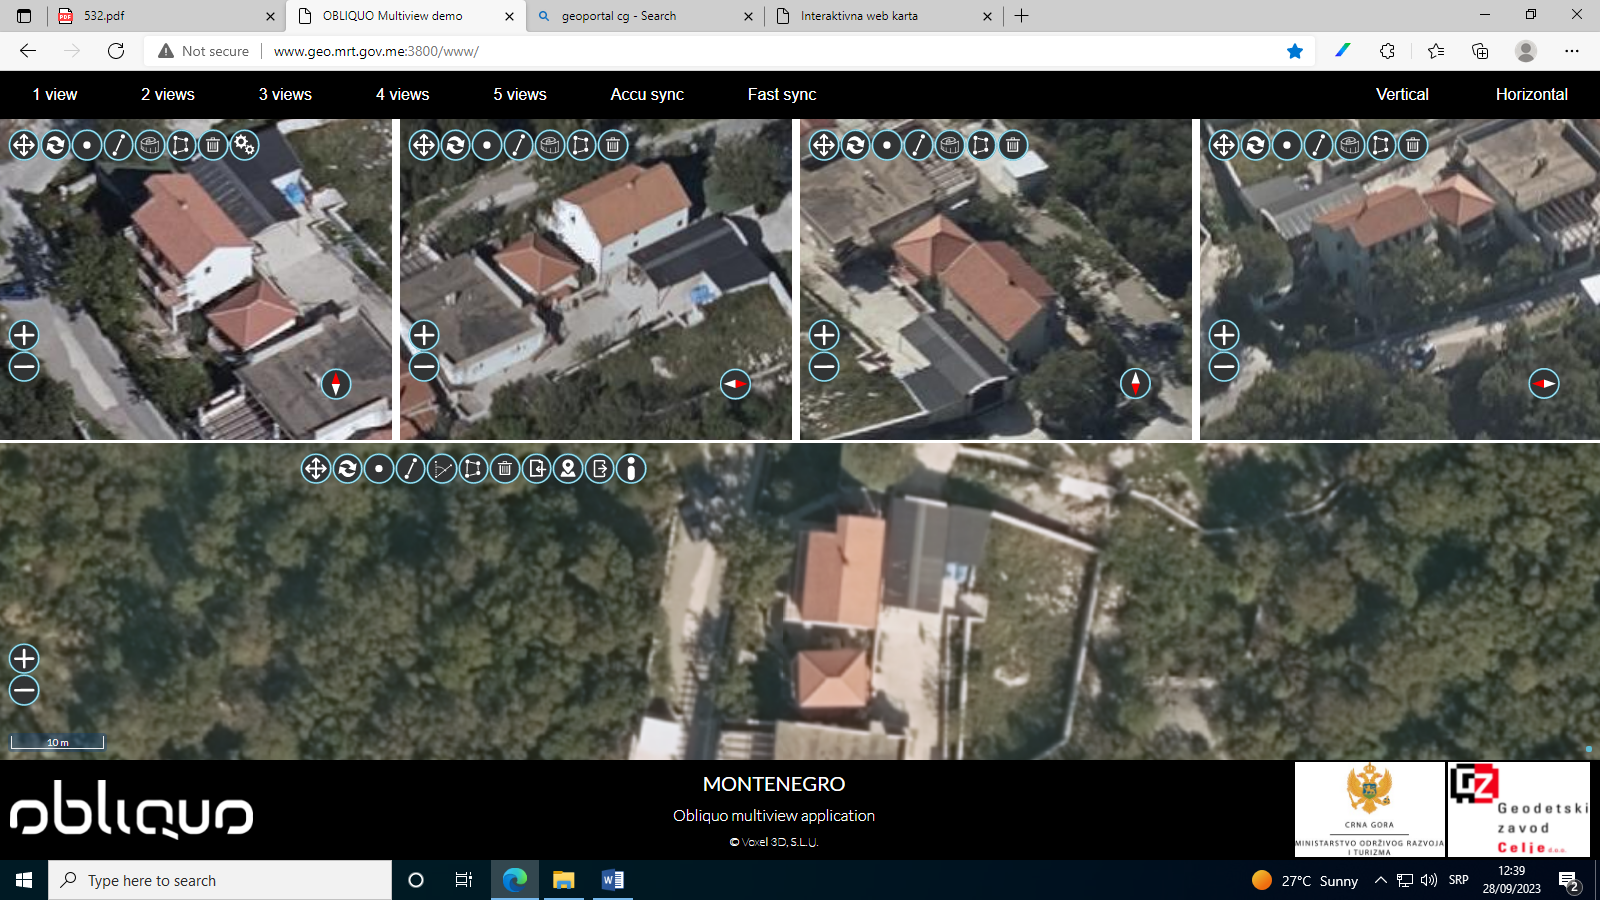 532.pdf
OBLIQUO Multiview demo
geoportal cg - Search
Interaktivna web karta
Not secure
www.geo.mrt.gov.me:3800/www/
1 view
2 views
3 views
4 views
5 views
Accu sync
Fast sync
Vertical
Horizontal
10 m
obliquo
MONTENEGRO
Obliquo multiview application
© Voxel 3D, S.L.U.
CRNA GORA
MINISTARSTVO ODRŽIVOG RAZVOJA
I TURIZMA
GZ
Geodetski
zavod
Celje d.o.o.
Type here to search
27°C Sunny
SRP
12:39
28/09/2023
2